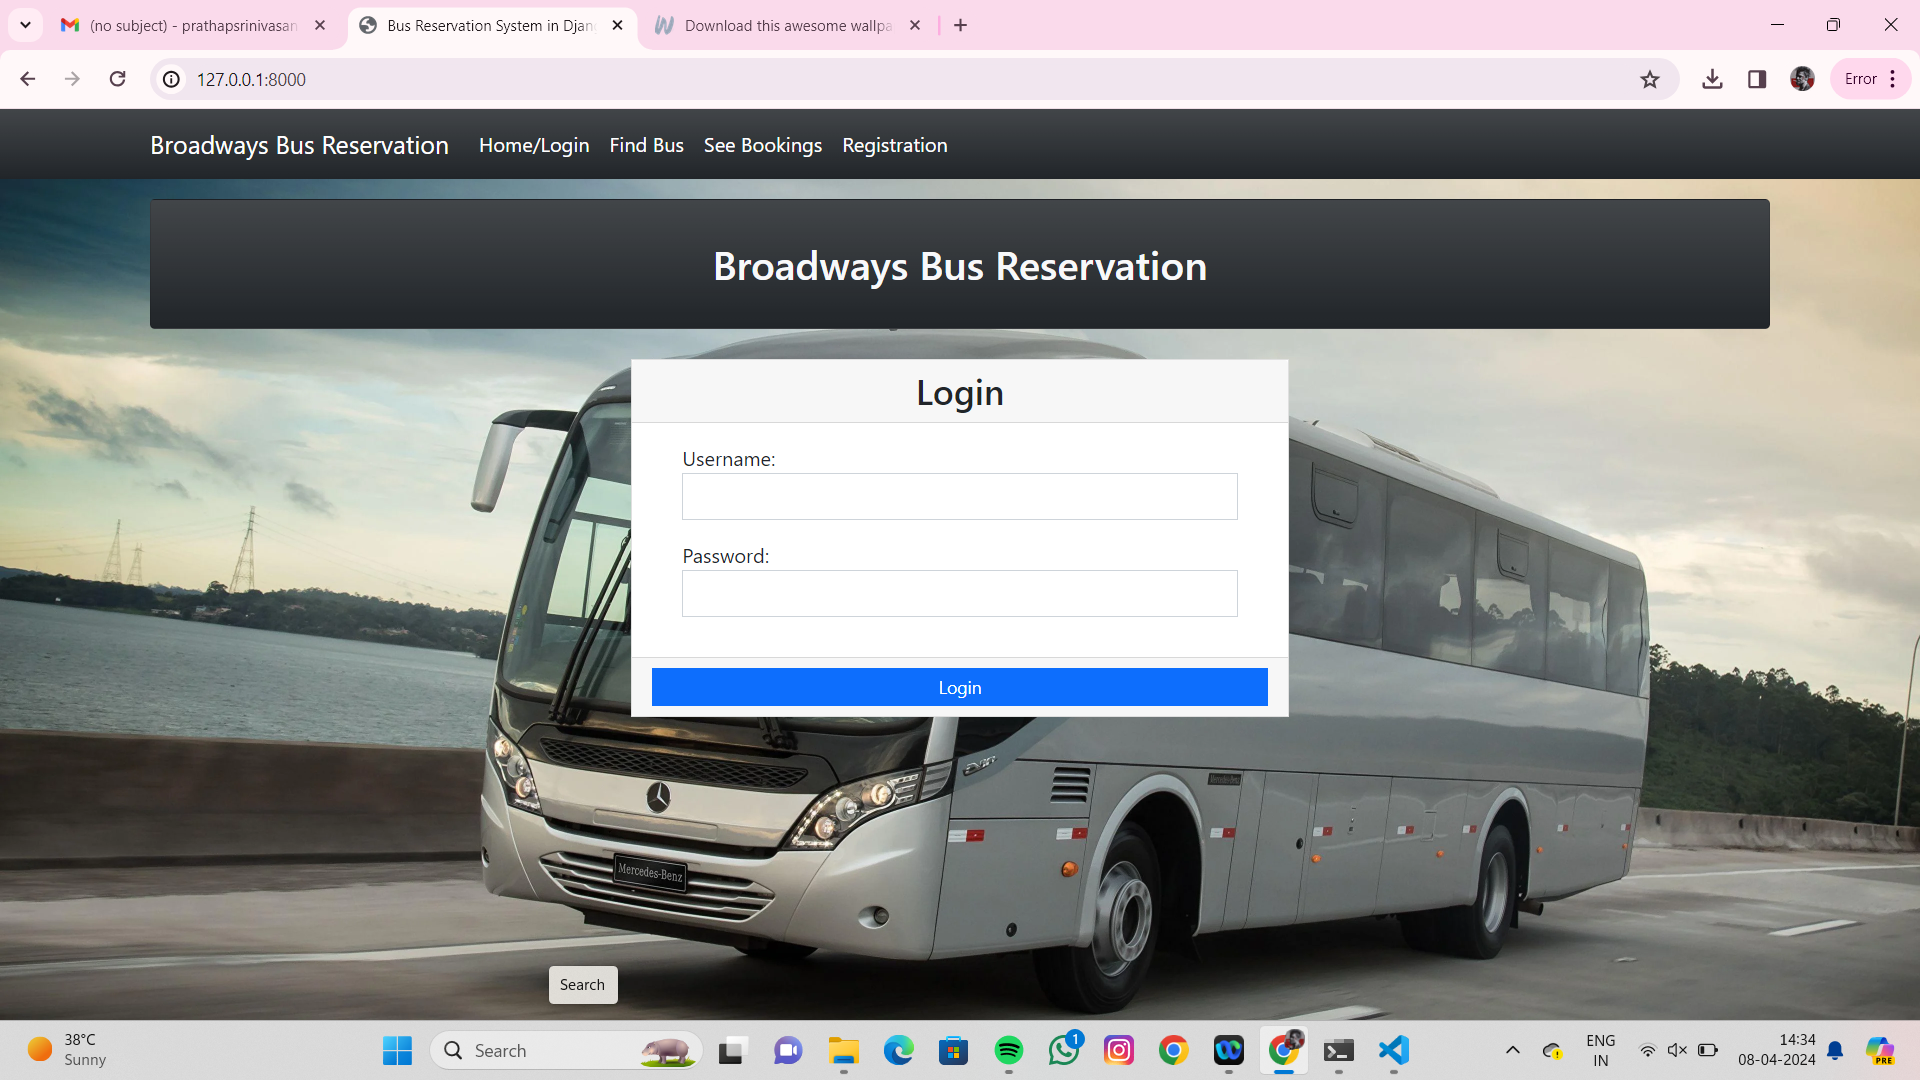 (no subject) - prathapsrinivasan
Bus Reservation System in Djan
Download this awesome wallpa
127.0.0.1:8000
Error
Broadways Bus Reservation
Home/Login
Find Bus
See Bookings
Registration
Broadways Bus Reservation
Login
Username:
Password:
Login
Mercedes-Benz
Search
38°C
Sunny
Search
1
ENG
IN
14:34
08-04-2024
PRE